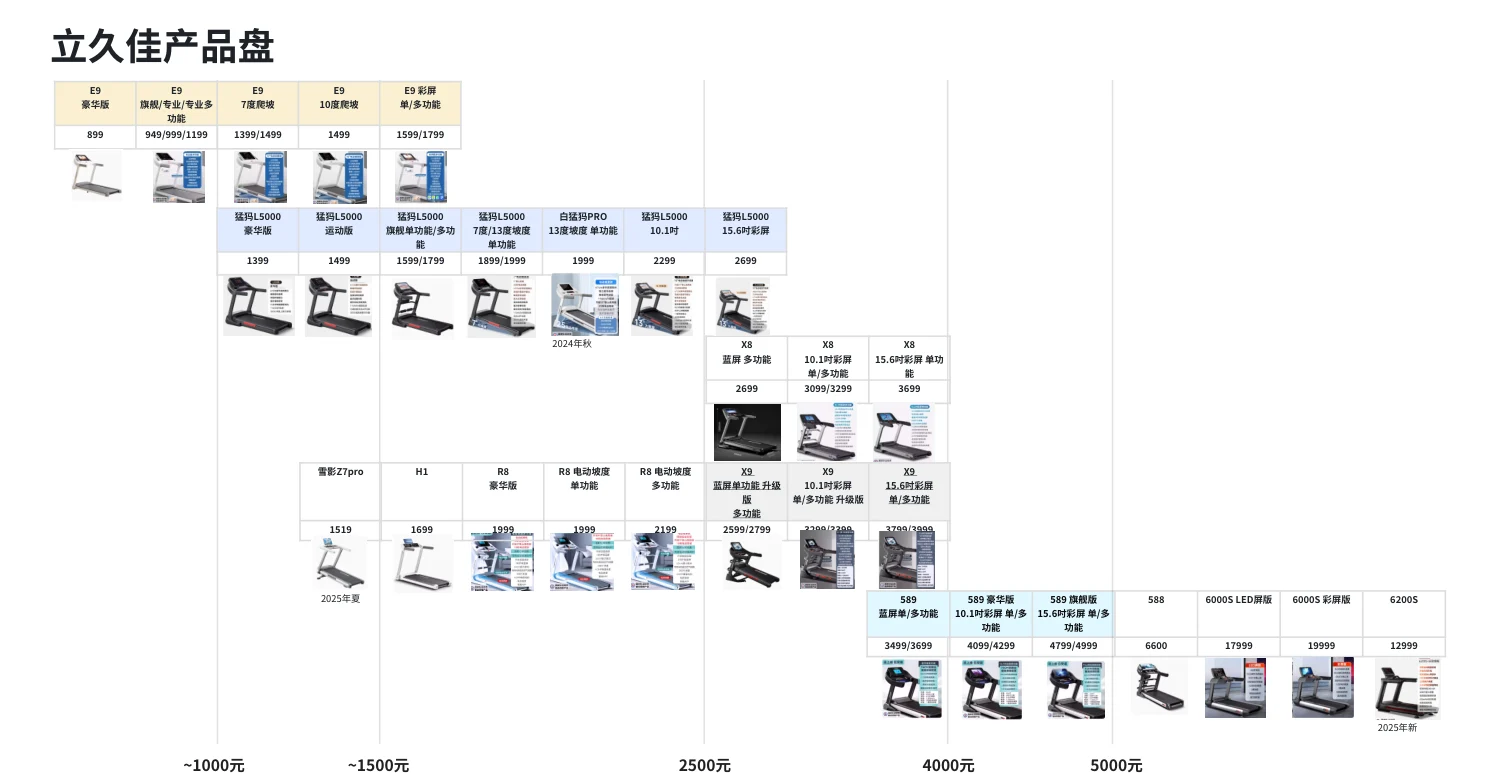 立久佳产品盘
E9
豪华版
E9
旗舰/专业/专业多
功能
E9
7度爬坡
E9
10度爬坡
E9 彩屏
单/多功能
899
949/999/1199
1399/1499
1499
1599/1799
猛犸L5000
豪华版
猛犸L5000
运动版
猛犸L5000
旗舰单功能/多功
能
猛犸L5000
7度/13度坡度
单功能
白猛犸PRO
13度坡度 单功能
猛犸L5000
10.1吋
猛犸L5000
15.6吋彩屏
1399
1499
1599/1799
1899/1999
1999
2299
2699
2024年秋
X8
蓝屏 多功能
X8
10.1吋彩屏
单/多功能
X8
15.6吋彩屏 单功
能
2699
3099/3299
3699
雪影Z7pro
H1
R8
豪华版
R8 电动坡度
单功能
R8 电动坡度
多功能
X9
蓝屏单功能 升级
版
多功能
X9
10.1吋彩屏
单/多功能 升级版
X9
15.6吋彩屏
单/多功能
1519
1699
1999
1999
2199
2599/2799
3299/3399
3799/3999
2025年夏
589
蓝屏单/多功能
589 豪华版
10.1吋彩屏 单/多
功能
589 旗舰版
15.6吋彩屏 单/多
功能
588
6000S LED屏版
6000S 彩屏版
6200S
3499/3699
4099/4299
4799/4999
6600
17999
19999
12999
2025年新
~1000元
~1500元
2500元
4000元
5000元